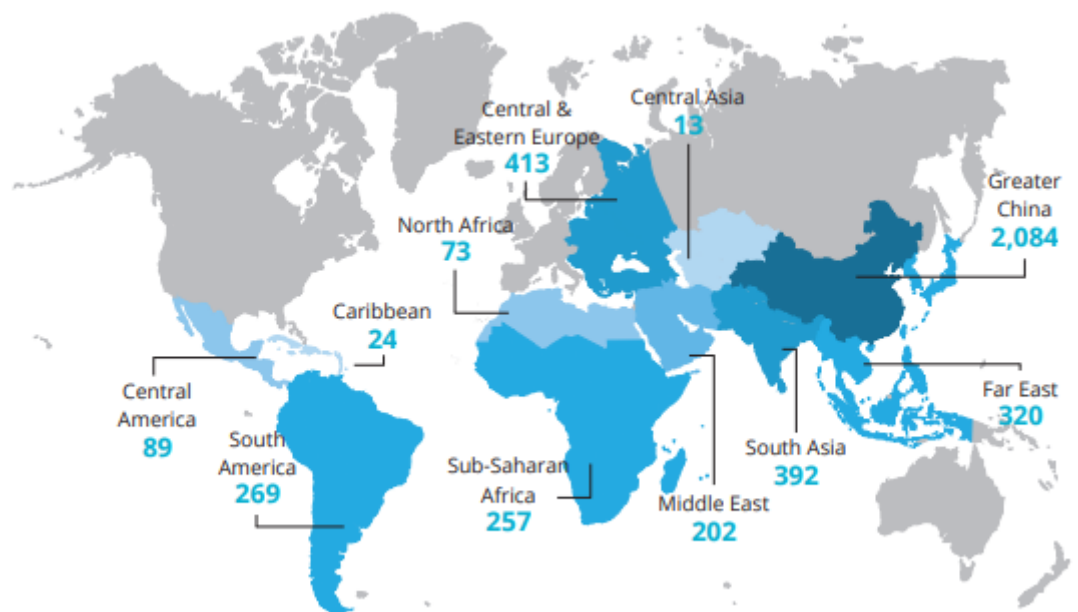 Central &
Eastern Europe
413
Central Asia
13
Greater
China
2,084
North Africa
73
Caribbean
24
Central
America
89
South
America
269
Sub-Saharan
Africa
257
Middle East
202
South Asia
392
Far East
320